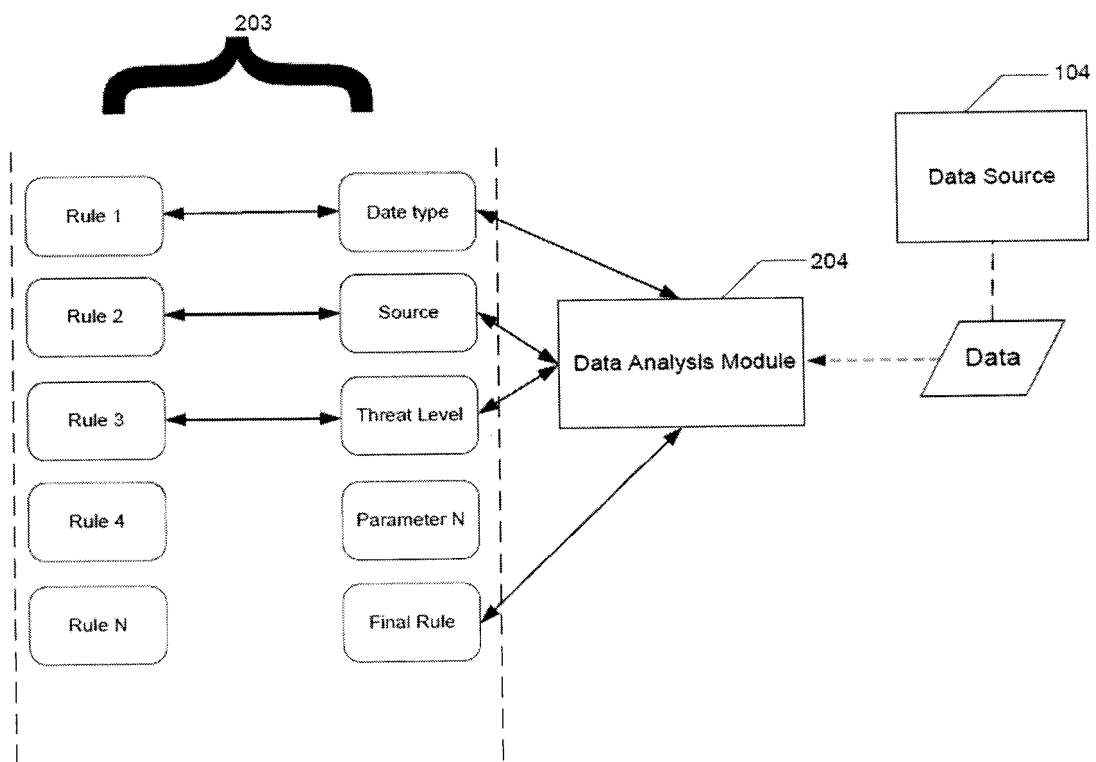 203
104
Data Source
Rule 1
Date type
204
Rule 2
Source
Data Analysis Module
Data
Rule 3
Threat Level
Rule 4
Parameter N
Rule N
Final Rule